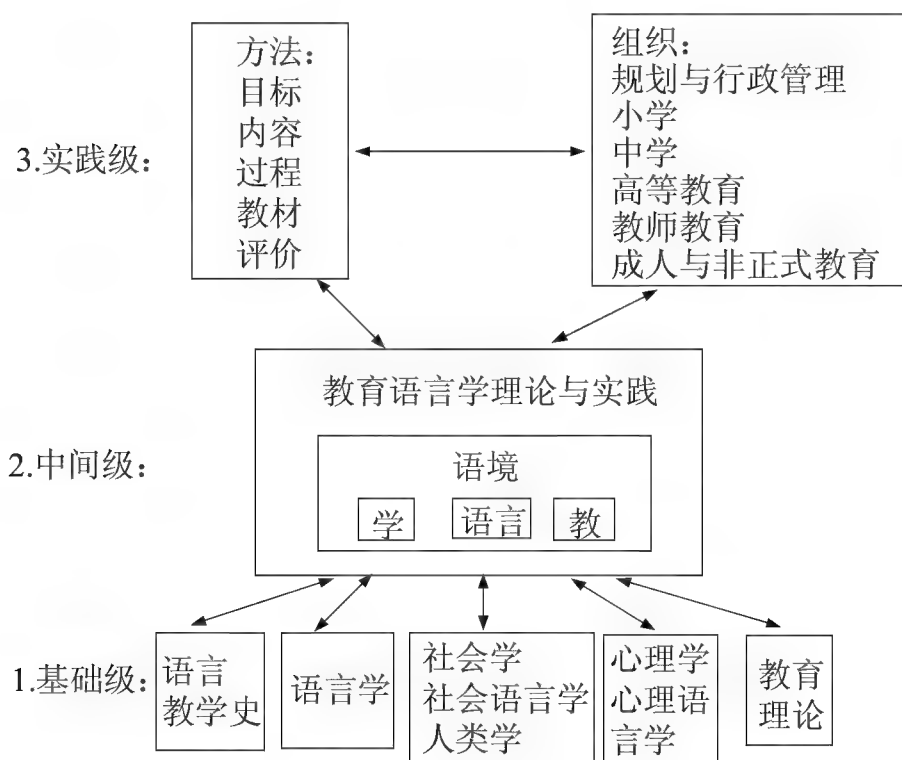 方法：
目标
内容
过程
教材
评价
组织：
规划与行政管理
小学
中学
高等教育
教师教育
成人与非正式教育
3.实践级：
教育语言学理论与实践
语境
学
语言
教
2.中间级：
1.基础级：
语言
教学史
语言学
社会学
社会语言学
人类学
心理学
心理语
言学
教育
理论